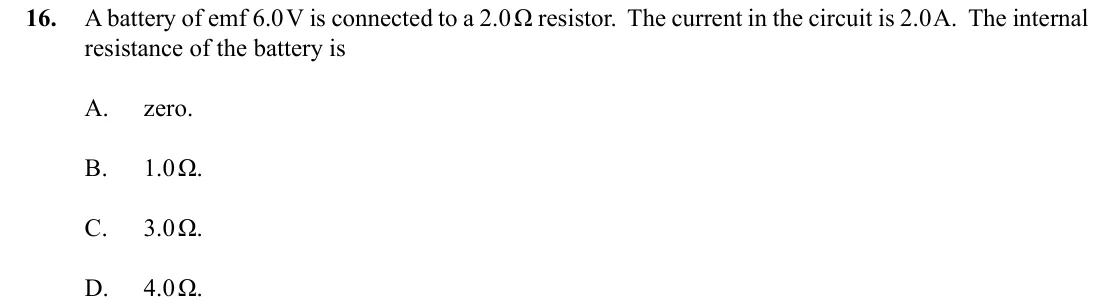 16. A battery of emf 6.0 V is connected to a 2.0 Ω resistor. The current in the circuit is 2.0 A. The internal
resistance of the battery is
A. zero.
B. 1.0 Ω.
C. 3.0 Ω.
D. 4.0 Ω.